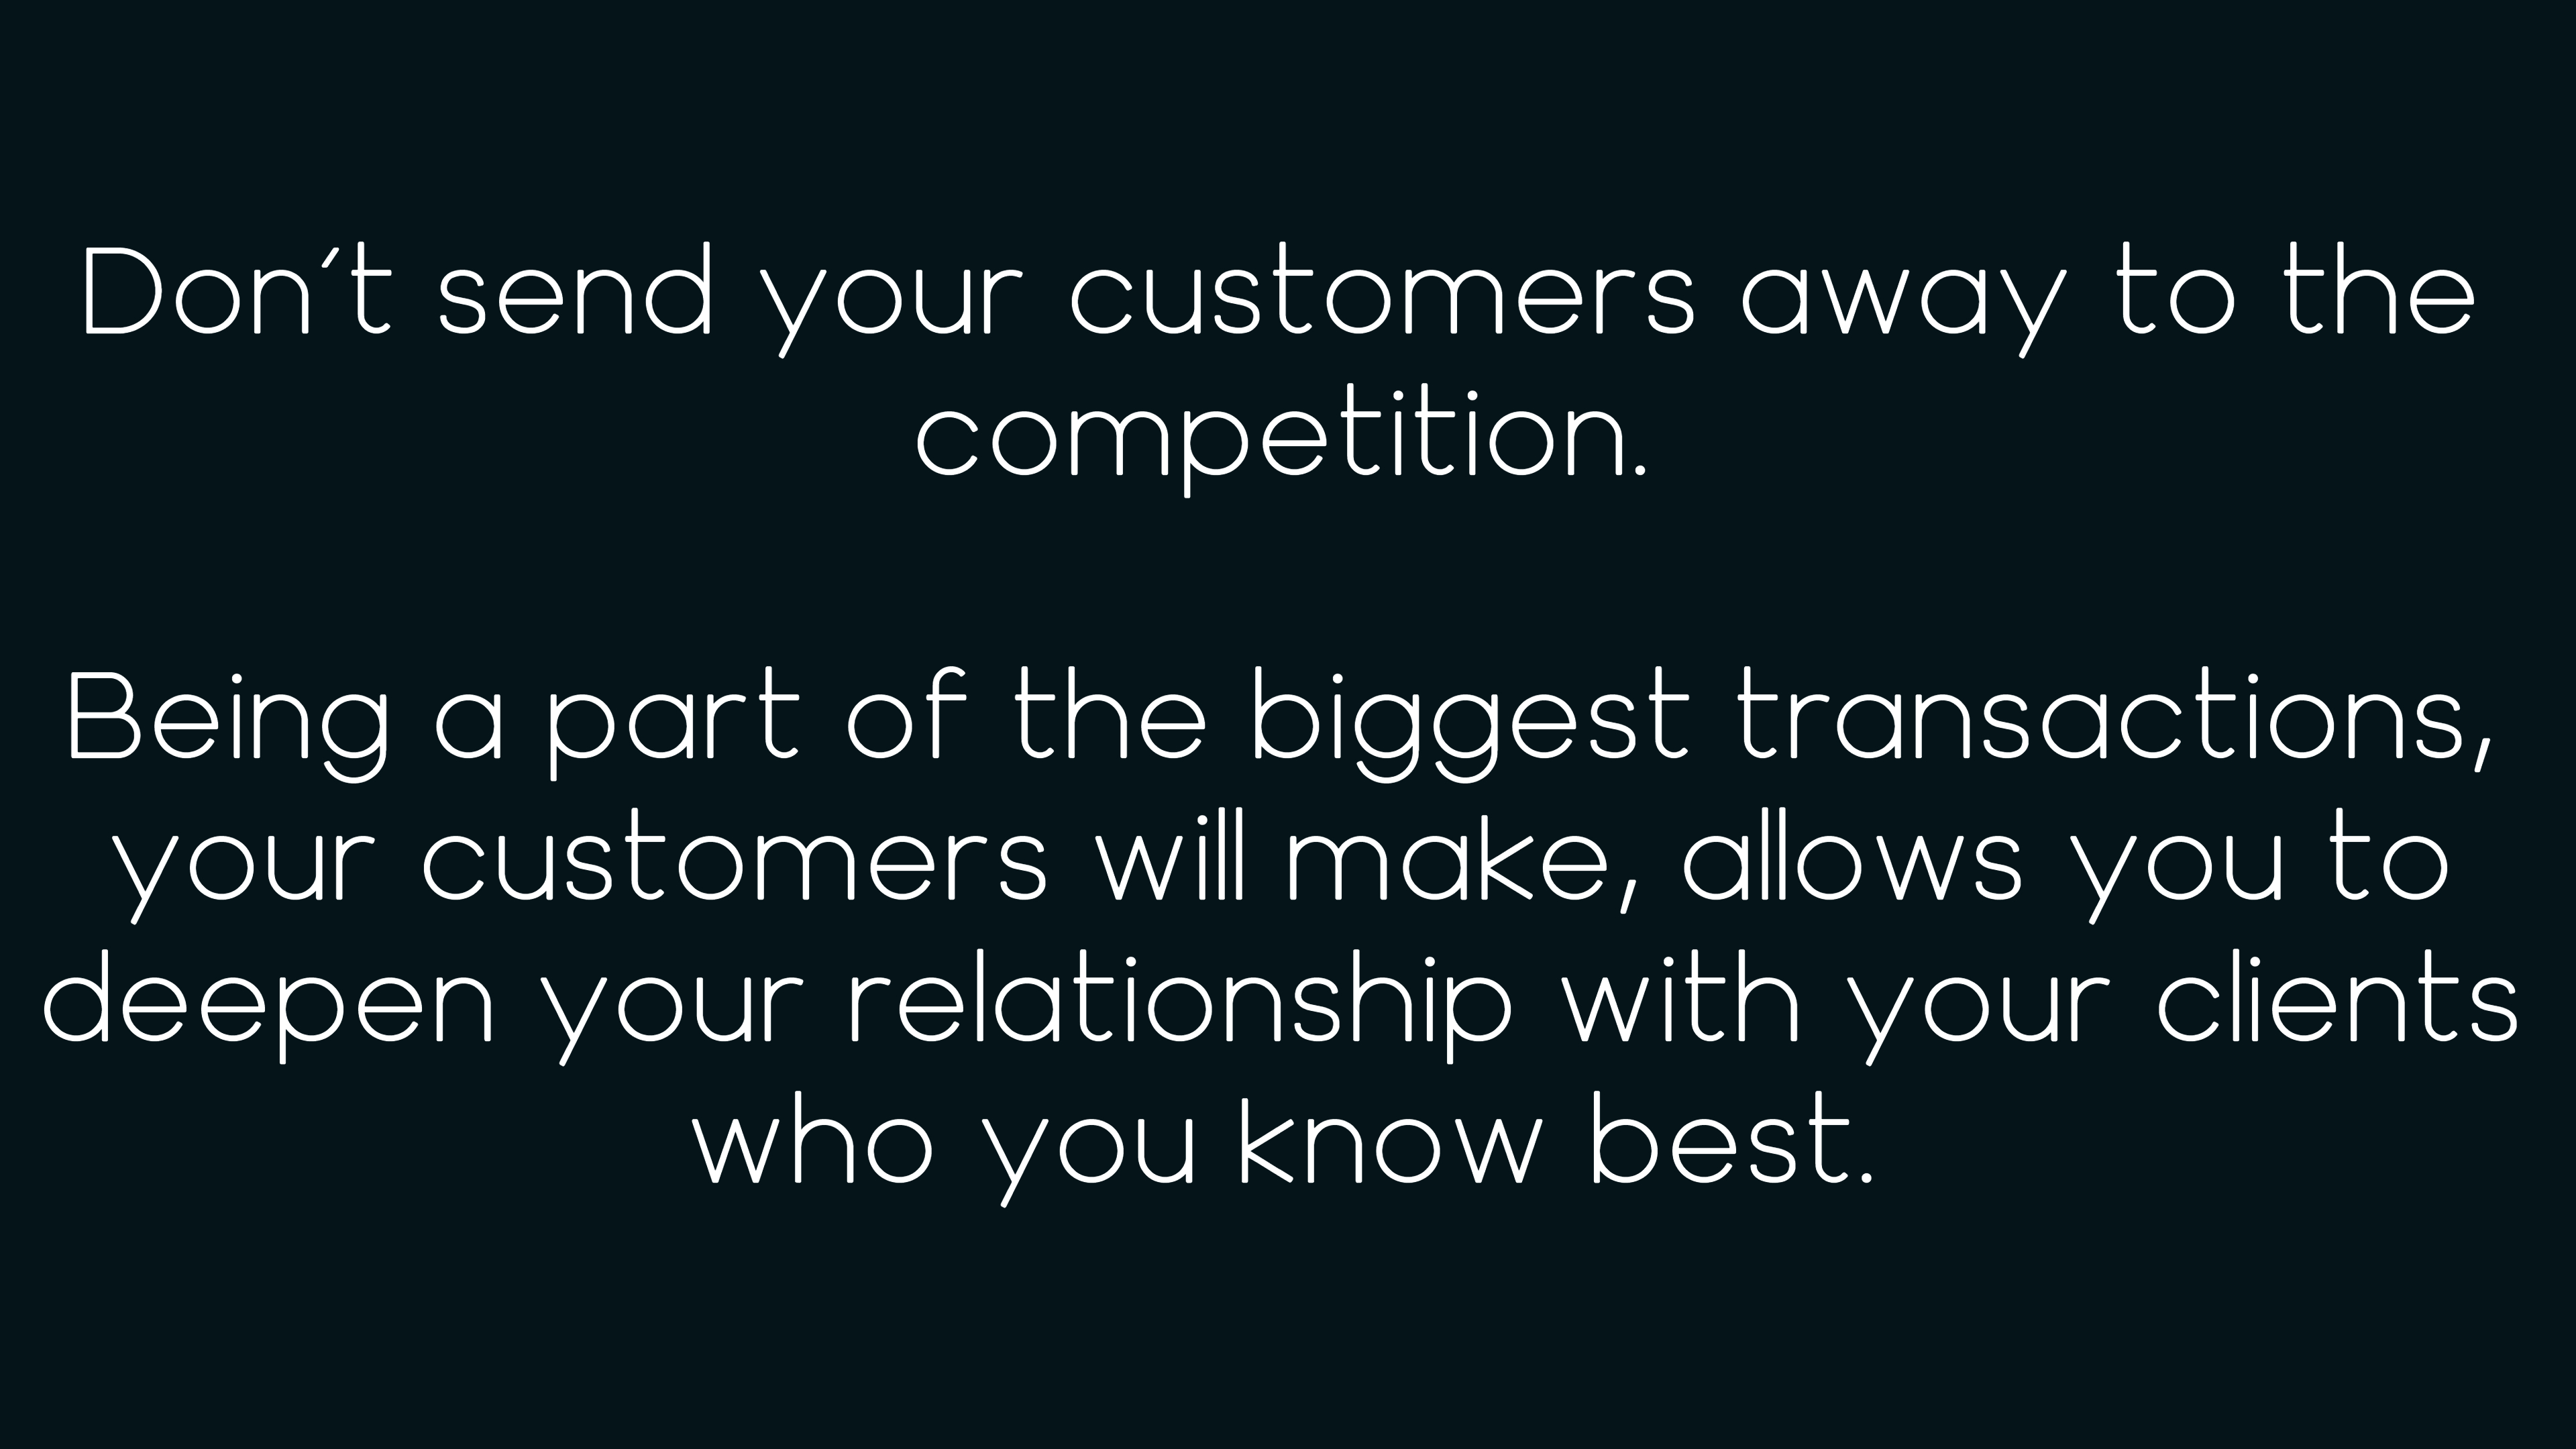 Don't send your customers away to the
competition.
Being a part of the biggest transactions,
your customers will make, allows you to
deepen your relationship with your clients
who you know best.